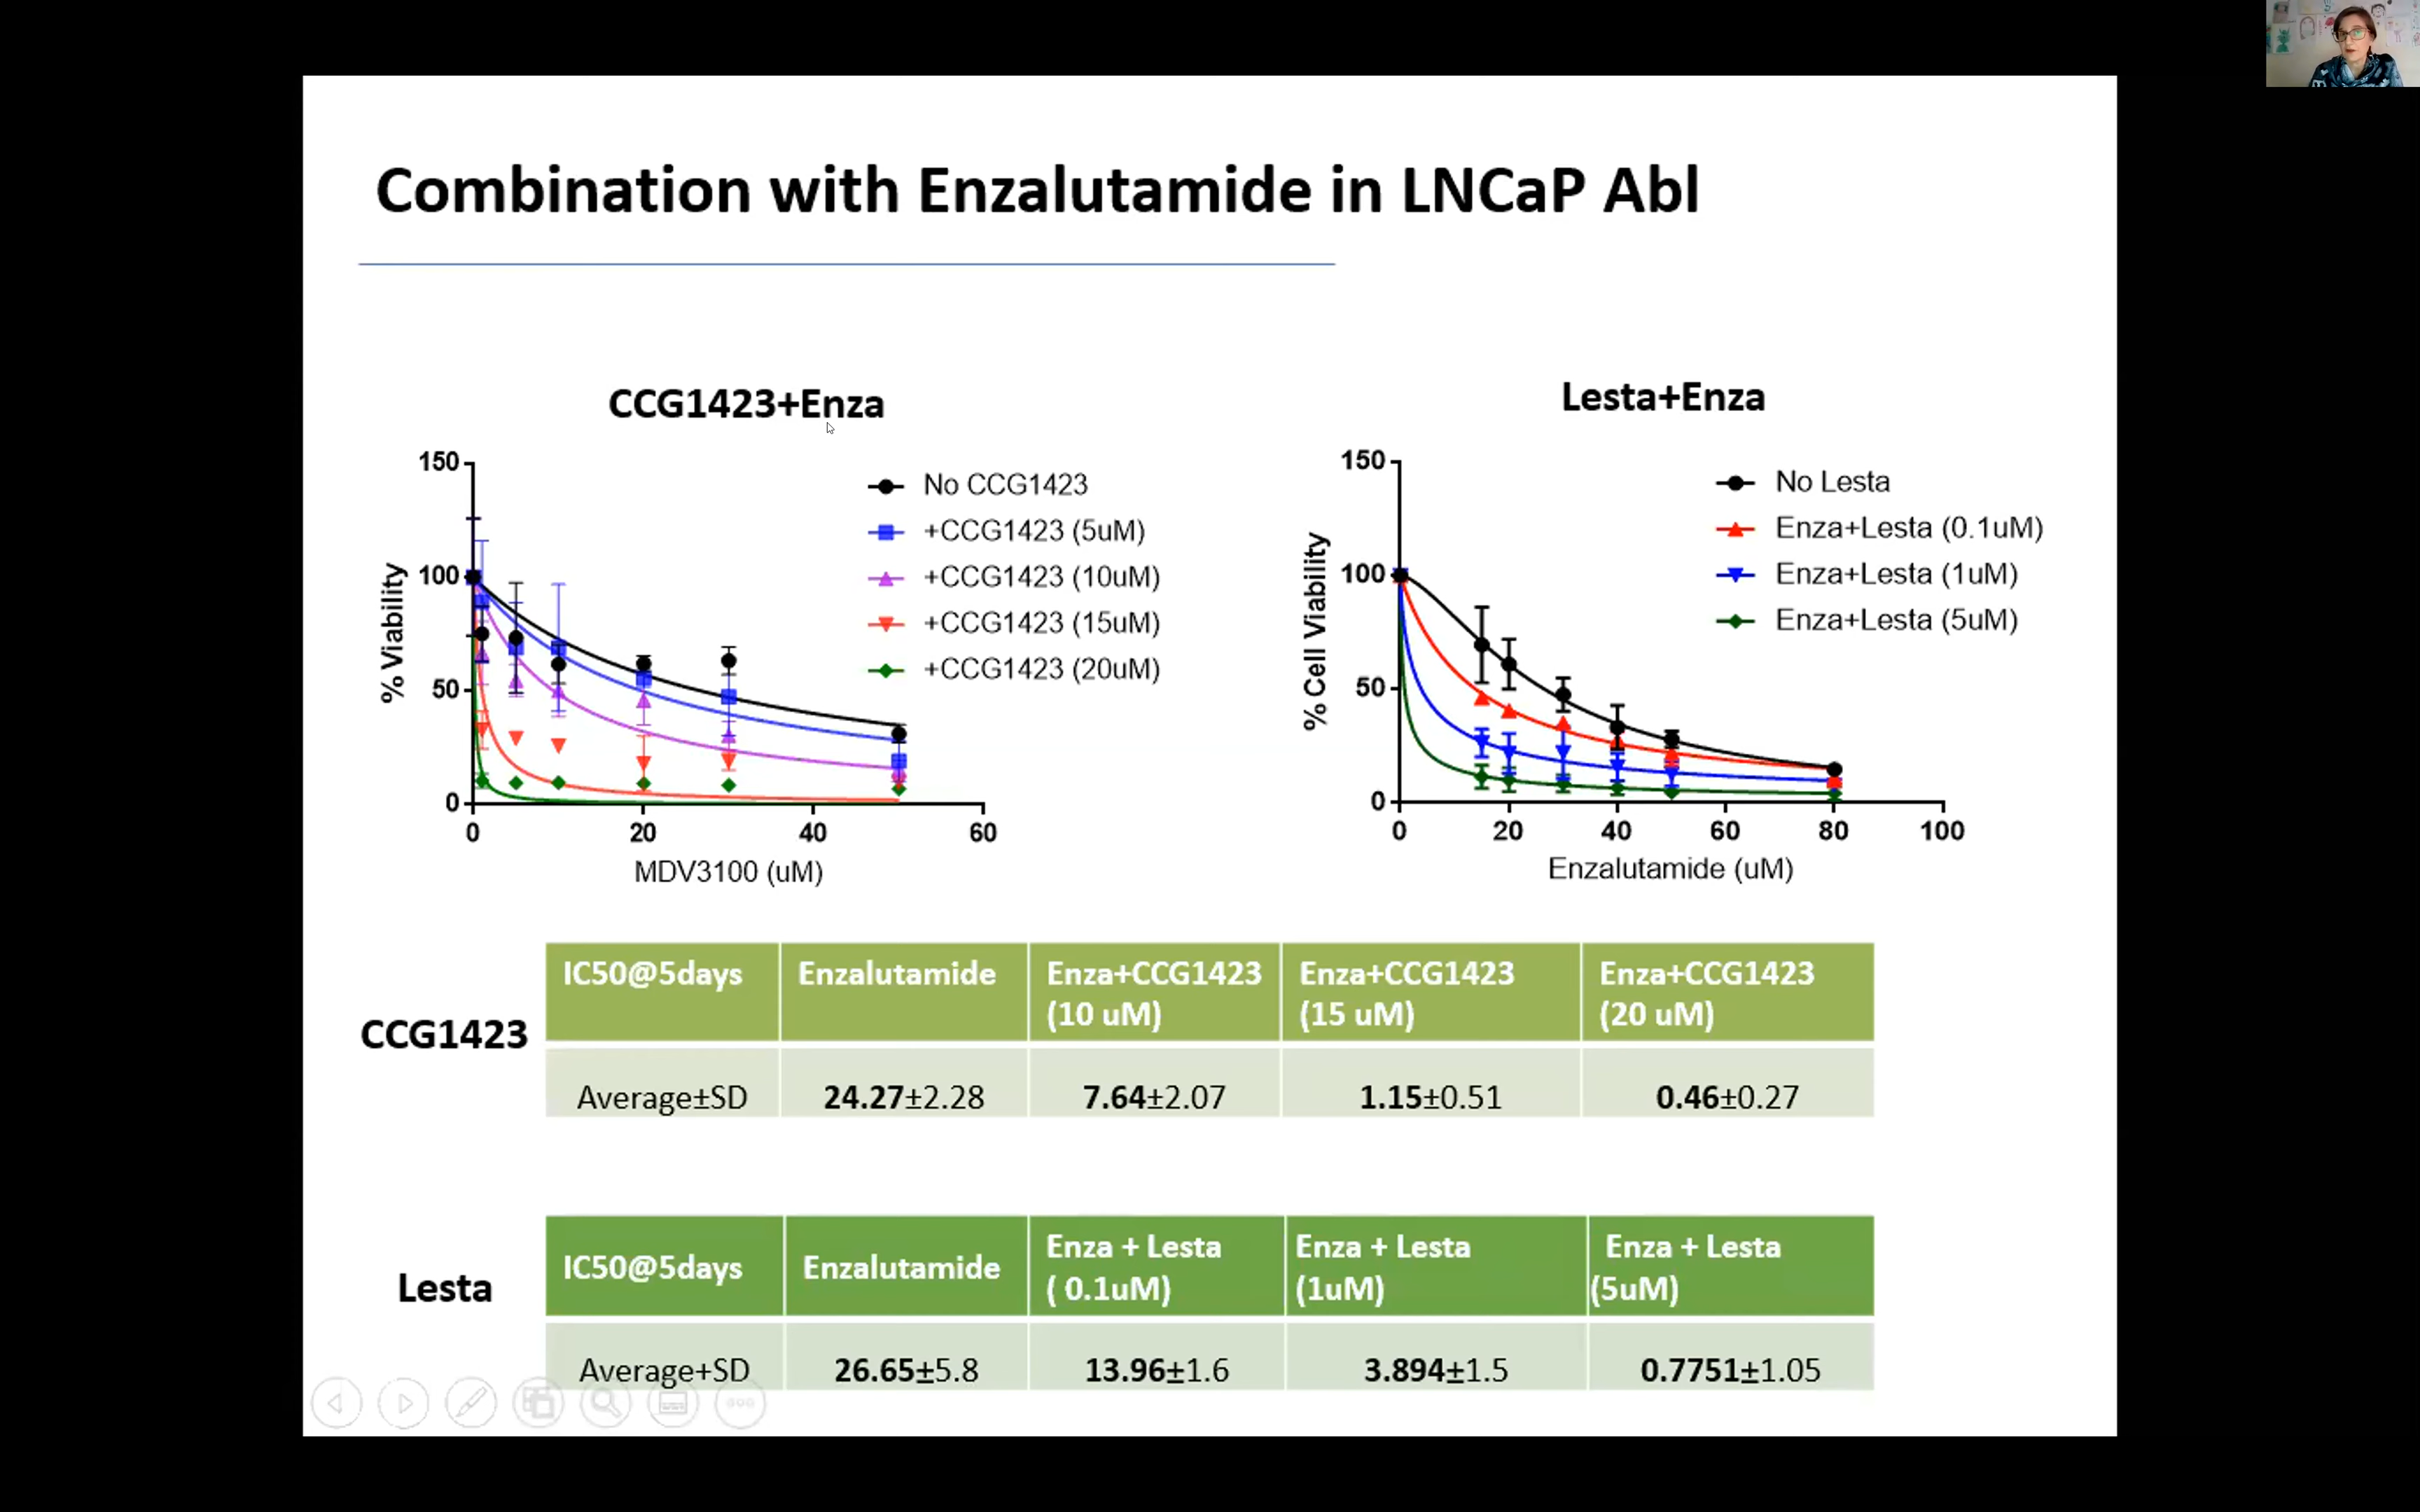 Combination with Enzalutamide in LNCaP Abl
CCG1423+Enza
150
100
50
0
% Viability
0 20 40 60
MDV3100 (uM)
No CCG1423
+CCG1423 (5uM)
+CCG1423 (10uM)
+CCG1423 (15uM)
+CCG1423 (20uM)
Lesta+Enza
150
100
50
0
% Cell Viability
0 20 40 60 80 100
Enzalutamide (uM)
No Lesta
Enza+Lesta (0.1uM)
Enza+Lesta (1uM)
Enza+Lesta (5uM)
CCG1423
IC50@5days
Enzalutamide
Enza+CCG1423
(10 uM)
Enza+CCG1423
(15 uM)
Enza+CCG1423
(20 uM)
Average±SD
24.27±2.28
7.64±2.07
1.15±0.51
0.46±0.27
Lesta
IC50@5days
Enzalutamide
Enza + Lesta
( 0.1uM)
Enza + Lesta
(1uM)
Enza + Lesta
(5uM)
Average+SD
26.65±5.8
13.96±1.6
3.894±1.5
0.7751±1.05